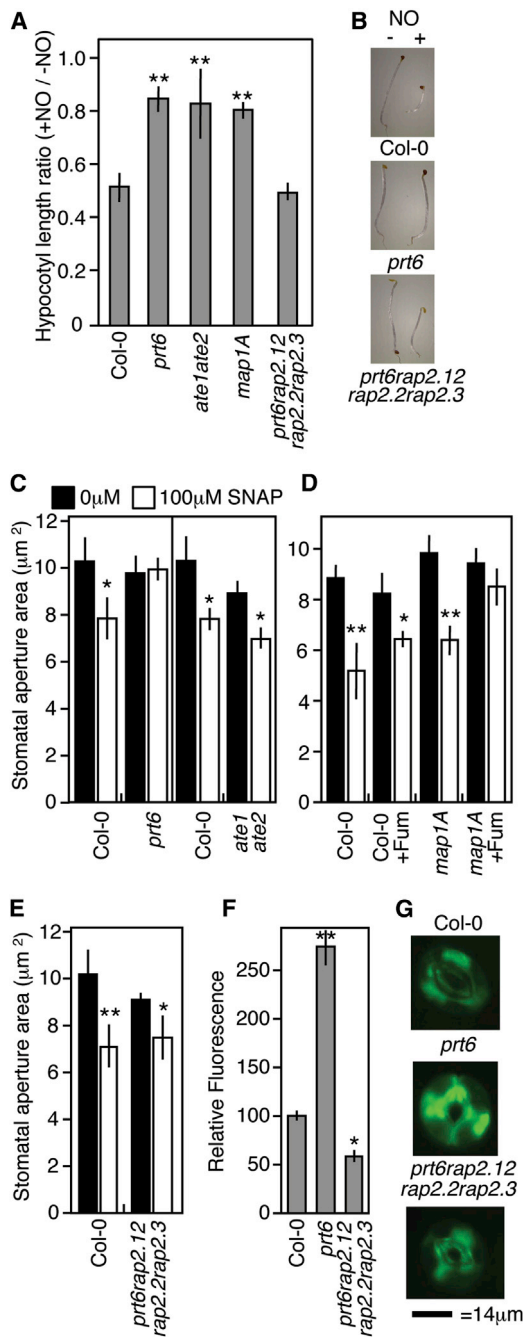 A
Hypocotyl length ratio (+NO / -NO)
1.0
0.8
0.6
0.4
0.2
0
**
**
**
Col-0
prt6
ate1ate2
map1A
prt6rap2.12
rap2.2rap2.3
B
NO
- +
Col-0
prt6
prt6rap2.12
rap2.2rap2.3
C
0μM
100μM SNAP
Stomatal aperture area (μm²)
12
10
8
6
4
2
0
*
*
*
Col-0
prt6
Col-0
ate1
ate2
D
10
8
6
4
2
0
**
*
**
Col-0
Col-0
+Fum
map1A
map1A
+Fum
E
Stomatal aperture area (μm²)
12
10
8
6
4
2
0
**
*
Col-0
prt6rap2.12
rap2.2rap2.3
F
Relative Fluorescence
250
200
150
100
50
0
**
*
Col-0
prt6
prt6rap2.12
rap2.2rap2.3
G
Col-0
prt6
prt6rap2.12
rap2.2rap2.3
=14μm